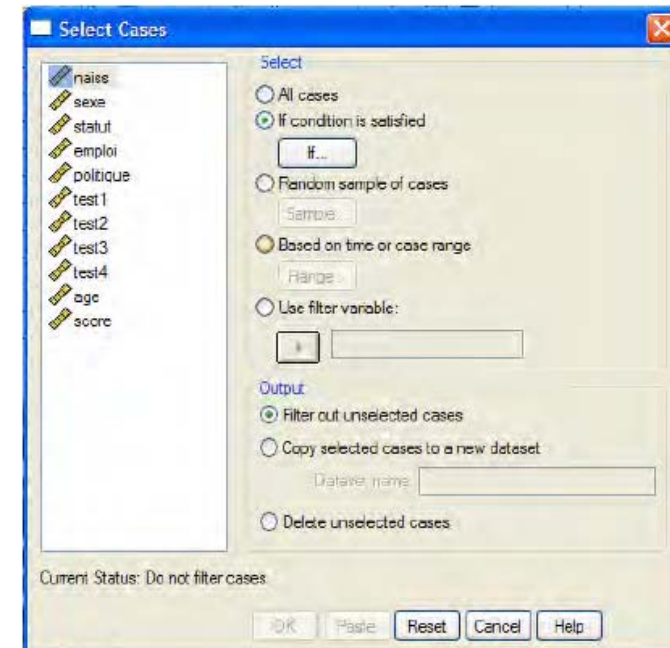 Select Cases
naiss
sexe
statut
emploi
politique
test1
test2
test3
test4
age
score
Select
All cases
If condition is satisfied
If...
Random sample of cases
Sample...
Based on time or case range
Range...
Use filter variable:
Output
Filter out unselected cases
Copy selected cases to a new dataset
Dataset name:
Delete unselected cases
Current Status: Do not filter cases
OK Paste Reset Cancel Help